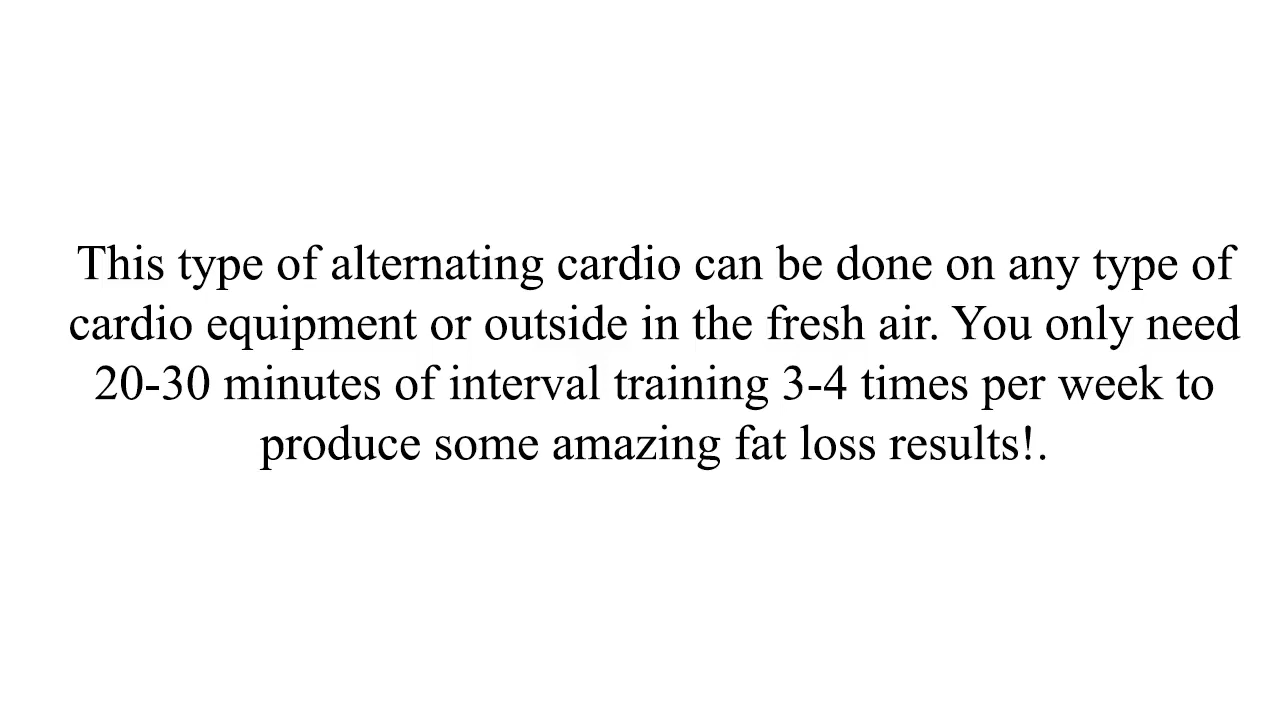 This type of alternating cardio can be done on any type of
cardio equipment or outside in the fresh air. You only need
20-30 minutes of interval training 3-4 times per week to
produce some amazing fat loss results!.